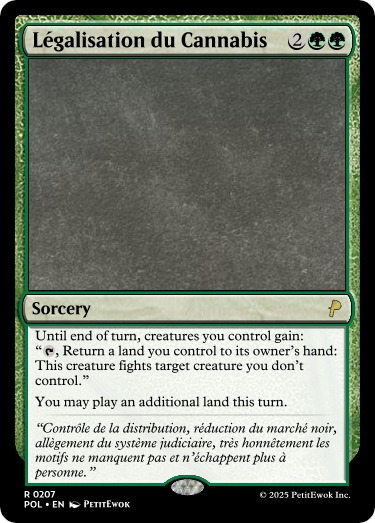 Légalisation du Cannabis 2
Sorcery
Until end of turn, creatures you control gain:
“, Return a land you control to its owner’s hand:
This creature fights target creature you don’t
control.”
You may play an additional land this turn.
“Contrôle de la distribution, réduction du marché noir,
allègement du système judiciaire, très honnêtement les
motifs ne manquent pas et n’échappent plus à
personne.”
R 0207
POL • EN PetitEwok
© 2025 PetitEwok Inc.